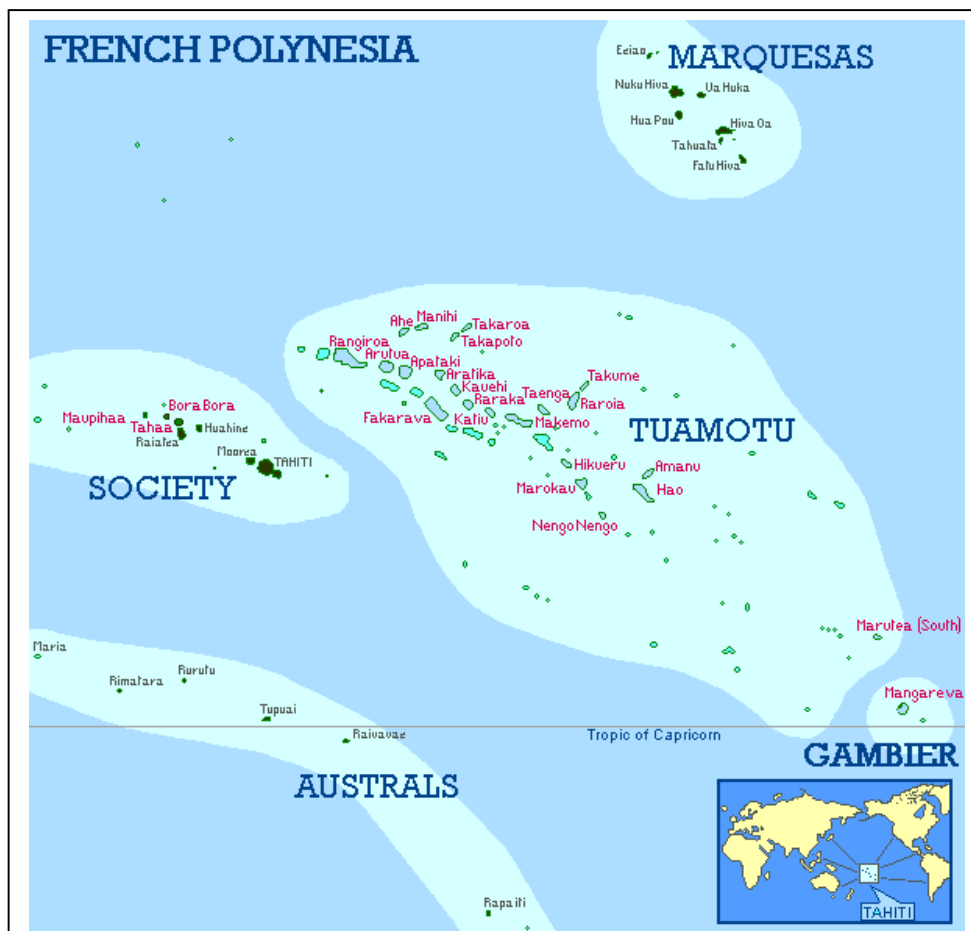 FRENCH POLYNESIA
MARQUESAS
Eeiao
Nuku Hiva
Ua Huka
Hua Pou
Hiva Oa
Tahuata
Fatu Hiva
Ahe
Manihi
Takaroa
Takapoto
Rangiroa
Arutua
Apataki
Aratika
Kauehi
Raraka
Taenga
Takume
Raroia
Fakarava
Katiu
Makemo
TUAMOTU
Hikueru
Amanu
Marokau
Hao
Nengo Nengo
Maupihaa
Bora Bora
Tahaa
Raiatea
Huahine
Moorea
TAHITI
SOCIETY
Marutea (South)
Mangareva
Maria
Rimatara
Rurutu
Tupuai
Raivavae
Tropic of Capricorn
GAMBIER
AUSTRALS
Rapa iti
TAHITI